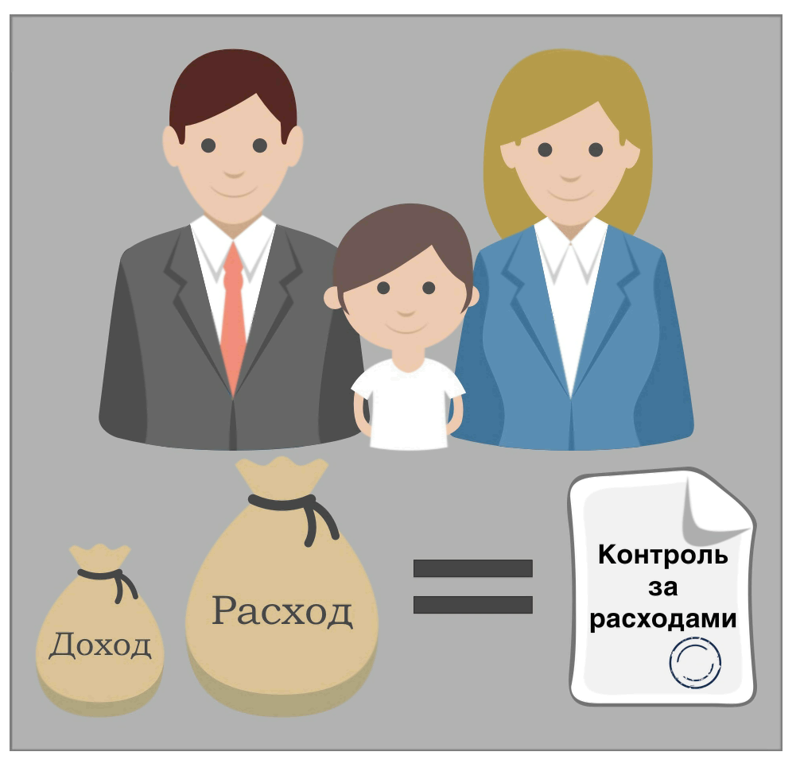 Доход
Расход
Контроль
за
расходами